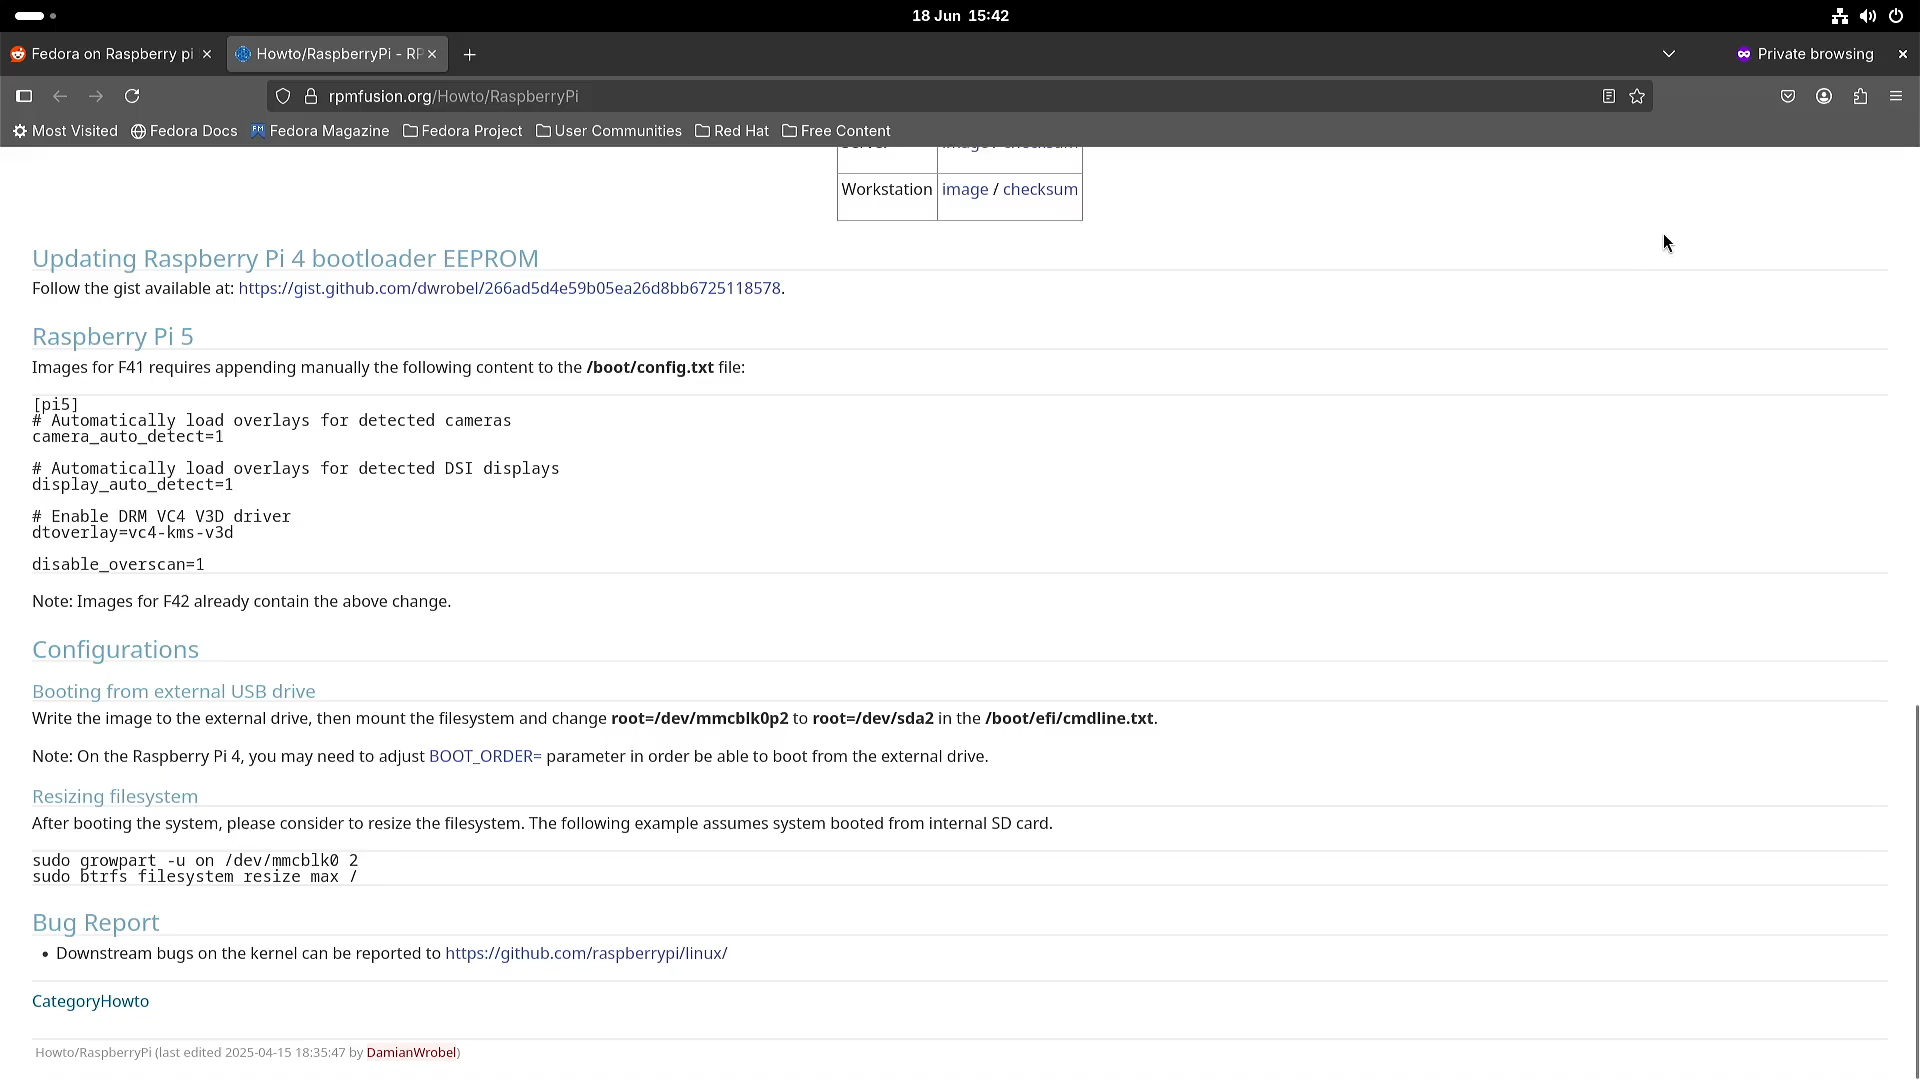 18 Jun 15:42
Fedora on Raspberry pi
Howto/RaspberryPi - RP
Private browsing
rpmfusion.org/Howto/RaspberryPi
Most Visited
Fedora Docs
Fedora Magazine
Fedora Project
User Communities
Red Hat
Free Content
Workstation image / checksum
Updating Raspberry Pi 4 bootloader EEPROM
Follow the gist available at: https://gist.github.com/dwrobel/266ad5d4e59b05ea26d8bb6725118578.
Raspberry Pi 5
Images for F41 requires appending manually the following content to the /boot/config.txt file:
[pi5]
# Automatically load overlays for detected cameras
camera_auto_detect=1
# Automatically load overlays for detected DSI displays
display_auto_detect=1
# Enable DRM VC4 V3D driver
dtoverlay=vc4-kms-v3d
disable_overscan=1
Note: Images for F42 already contain the above change.
Configurations
Booting from external USB drive
Write the image to the external drive, then mount the filesystem and change root=/dev/mmcblk0p2 to root=/dev/sda2 in the /boot/efi/cmdline.txt.
Note: On the Raspberry Pi 4, you may need to adjust BOOT_ORDER= parameter in order be able to boot from the external drive.
Resizing filesystem
After booting the system, please consider to resize the filesystem. The following example assumes system booted from internal SD card.
sudo growpart -u on /dev/mmcblk0 2
sudo btrfs filesystem resize max /
Bug Report
• Downstream bugs on the kernel can be reported to https://github.com/raspberrypi/linux/
CategoryHowto
Howto/RaspberryPi (last edited 2025-04-15 18:35:47 by DamianWrobel)